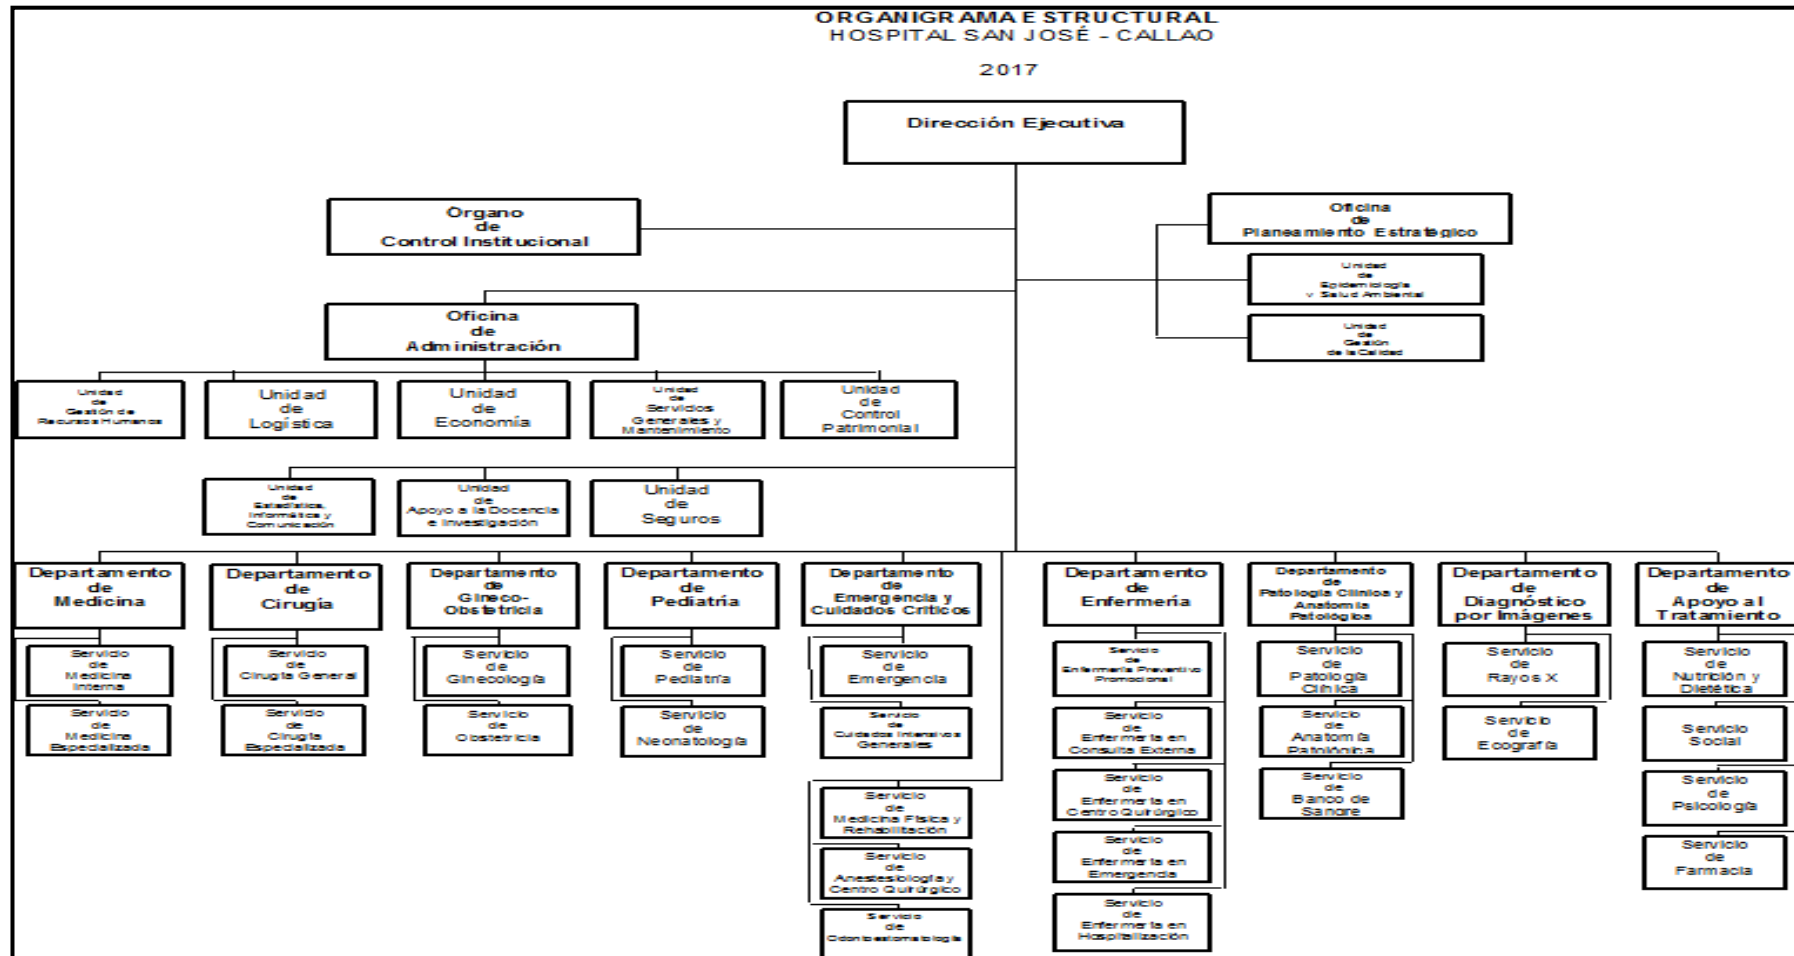 ORGANIGRAMA ESTRUCTURAL
HOSPITAL SAN JOSÉ - CALLAO
2017
Dirección Ejecutiva
Órgano
de
Control Institucional
Oficina
de
Planeamiento Estratégico
Unidad
de
Epidemiología
y Salud Ambiental
Unidad
de
Gestión
de la Calidad
Oficina
de
Administración
Unidad
de
Gestión de
Recursos Humanos
Unidad
de
Logística
Unidad
de
Economía
Unidad
de
Servicios
Generales y
Mantenimiento
Unidad
de
Control
Patrimonial
Unidad
de
Estadística,
Informática y
Comunicación
Unidad
de
Apoyo a la Docencia
e Investigación
Unidad
de
Seguros
Departamento
de
Medicina
Departamento
de
Cirugía
Departamento
de
Gineco-
Obstetricia
Departamento
de
Pediatría
Departamento
de
Emergencia y
Cuidados Críticos
Departamento
de
Enfermería
Departamento
de
Patología Clínica y
Anatomía
Patológica
Departamento
de
Diagnóstico
por Imágenes
Departamento
de
Apoyo al
Tratamiento
Servicio
de
Medicina
Interna
Servicio
de
Cirugía General
Servicio
de
Ginecología
Servicio
de
Pediatría
Servicio
de
Emergencia
Servicio
de
Enfermería Preventivo
Promocional
Servicio
de
Patología
Clínica
Servicio
de
Rayos X
Servicio
de
Nutrición y
Dietética
Servicio
de
Medicina
Especializada
Servicio
de
Cirugía
Especializada
Servicio
de
Obstetricia
Servicio
de
Neonatología
Servicio
de
Cuidados Intensivos
Generales
Servicio
de
Enfermería en
Consulta Externa
Servicio
de
Anatomía
Patológica
Servicio
de
Ecografía
Servicio
Social
Servicio
de
Medicina Física y
Rehabilitación
Servicio
de
Enfermería en
Centro Quirúrgico
Servicio
de
Banco de
Sangre
Servicio
de
Psicología
Servicio
de
Anestesiología y
Centro Quirúrgico
Servicio
de
Enfermería en
Emergencia
Servicio
de
Farmacia
Servicio
de
Odontoestomatología
Servicio
de
Enfermería en
Hospitalización